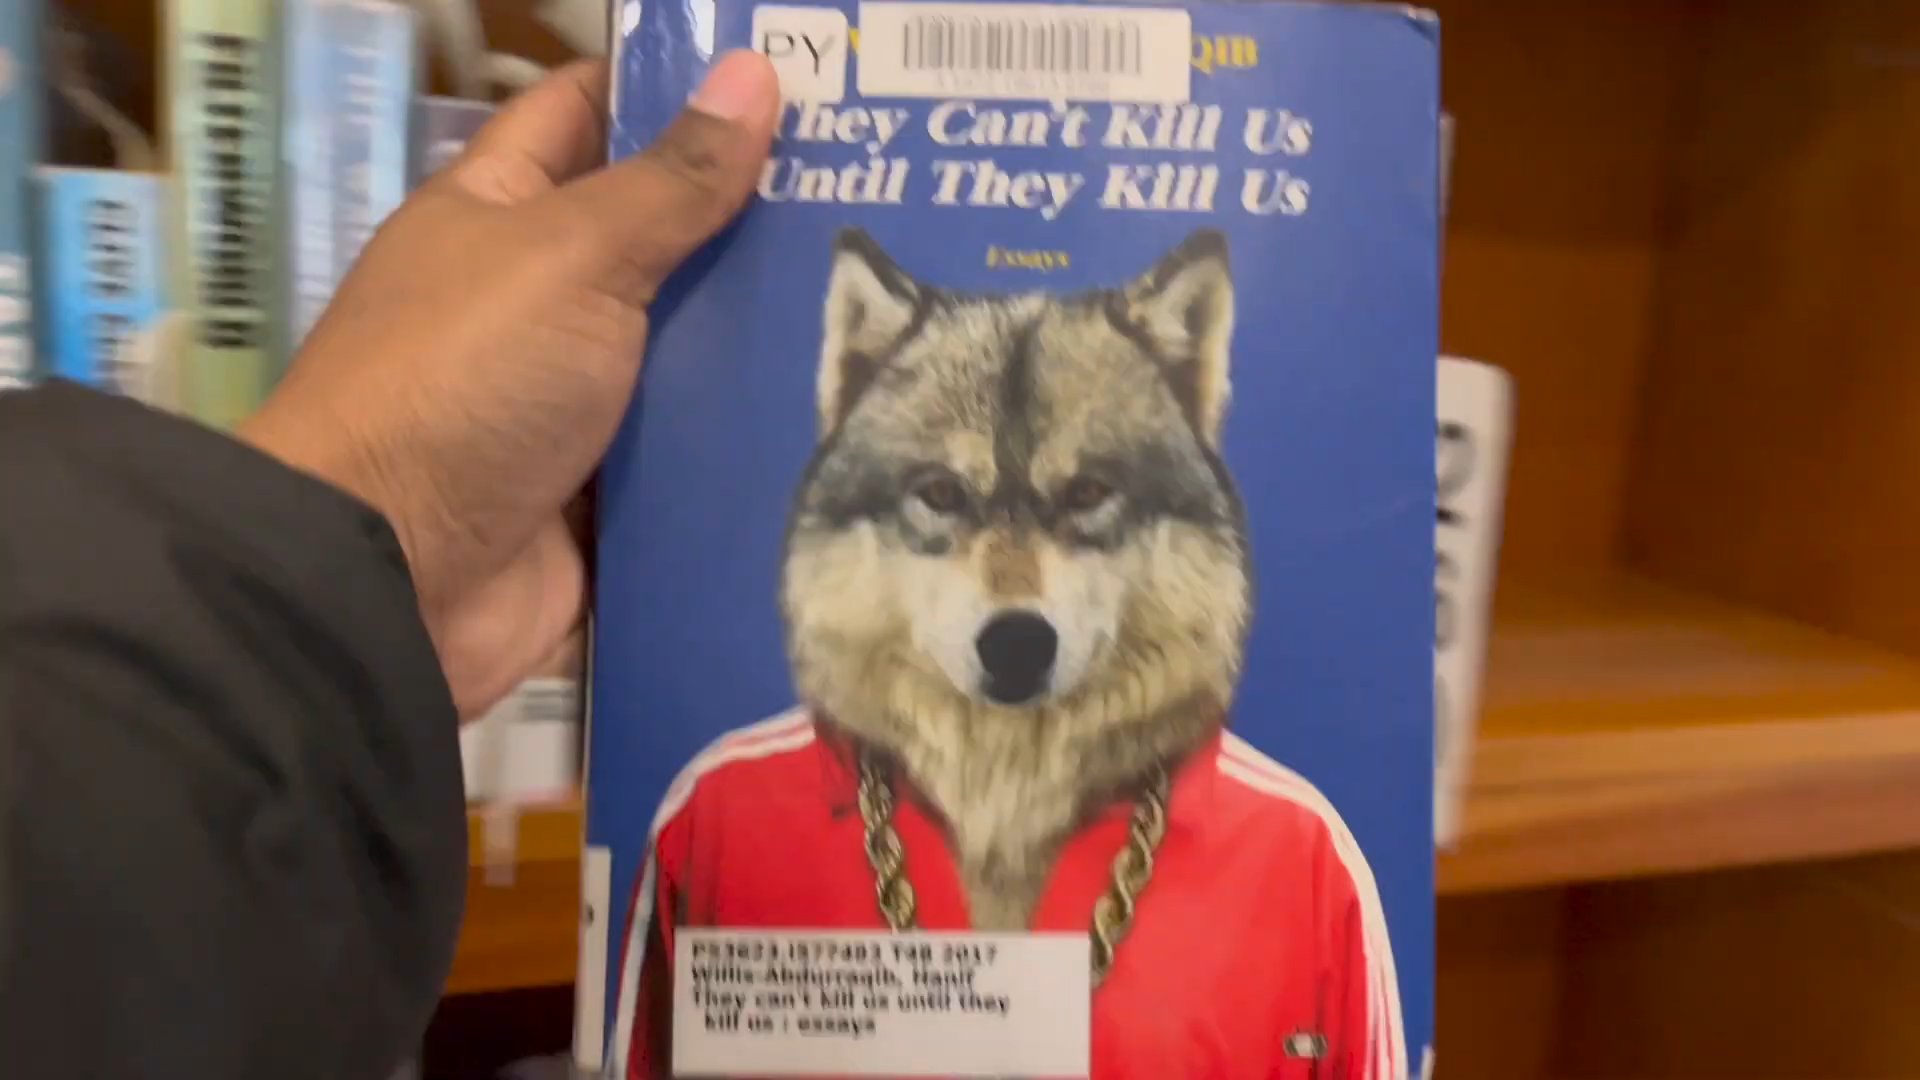 PY
QIB
They Can't Kill Us
Until They Kill Us
Essays
PS3623.I577483 T48 2017
Willis-Abdurraqib, Hanif
They can't kill us until they
kill us : essays